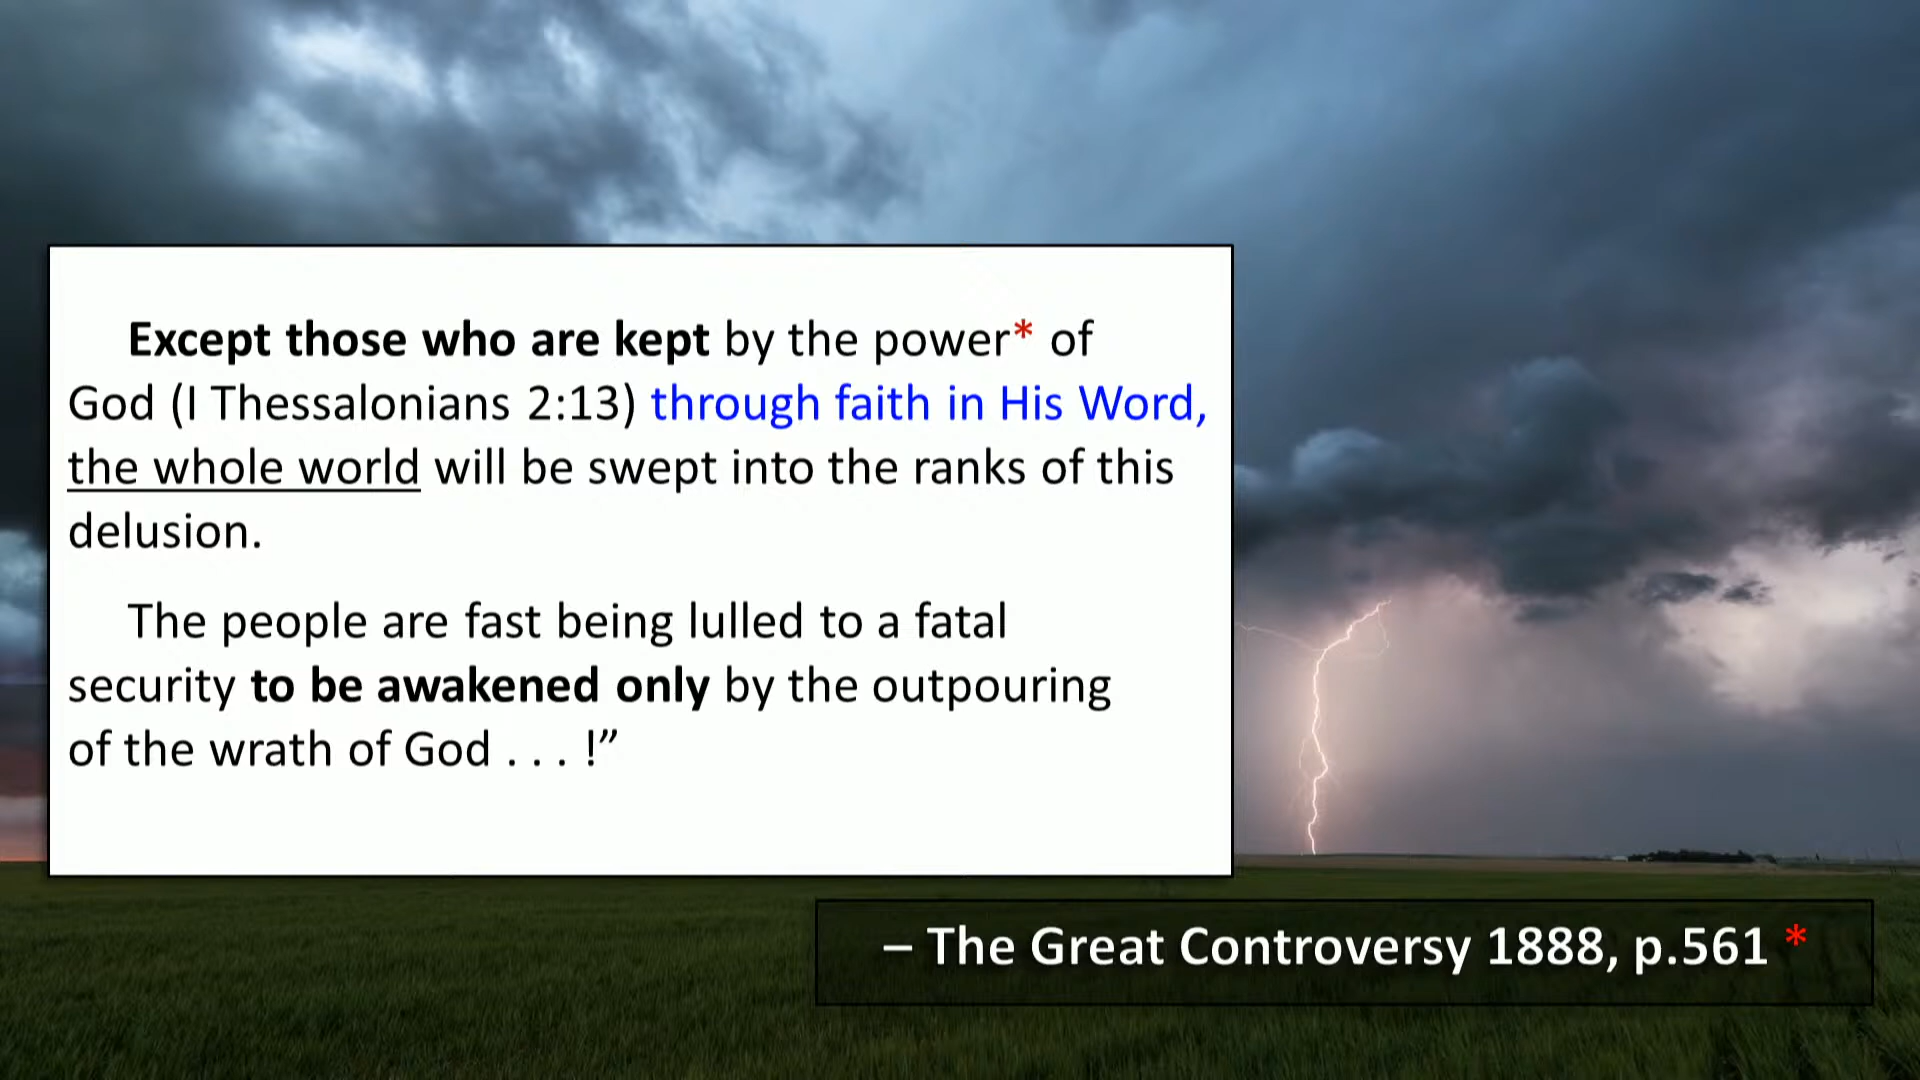 Except those who are kept by the power* of
God (I Thessalonians 2:13) through faith in His Word,
the whole world will be swept into the ranks of this
delusion.
The people are fast being lulled to a fatal
security to be awakened only by the outpouring
of the wrath of God . . . !”
– The Great Controversy 1888, p.561 *